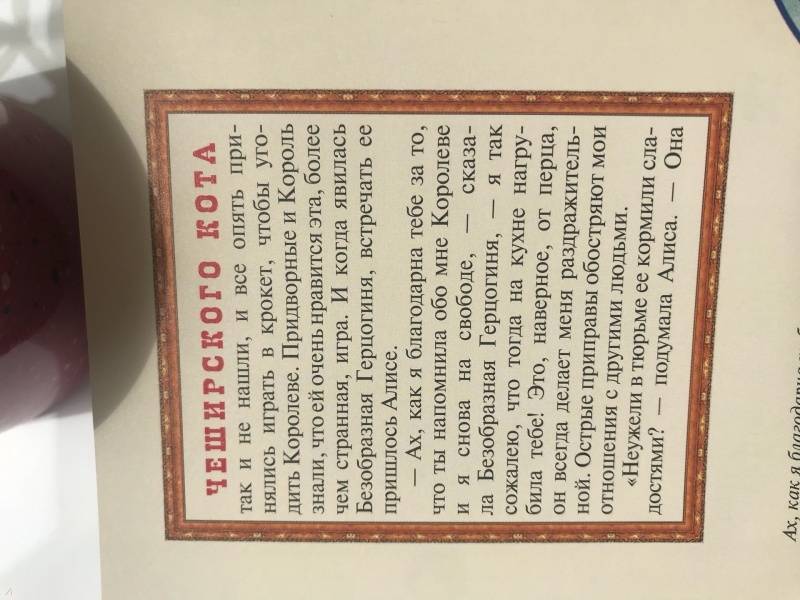 ЧЕШИРСКОГО КОТА
так и не нашли, и все опять при-
нялись играть в крокет, чтобы уго-
дить Королеве. Придворные и Король
знали, что ей очень нравится эта, более
чем странная, игра. И когда явилась
Безобразная Герцогиня, встречать ее
пришлось Алисе.
— Ах, как я благодарна тебе за то,
что ты напомнила обо мне Королеве
и я снова на свободе, — сказа-
ла Безобразная Герцогиня, — я так
сожалею, что тогда на кухне нагру-
била тебе! Это, наверное, от перца,
он всегда делает меня раздражитель-
ной. Острые приправы обостряют мои
отношения с другими людьми.
«Неужели в тюрьме ее кормили сла-
достями? — подумала Алиса. — Она
Ах, как я благодарна